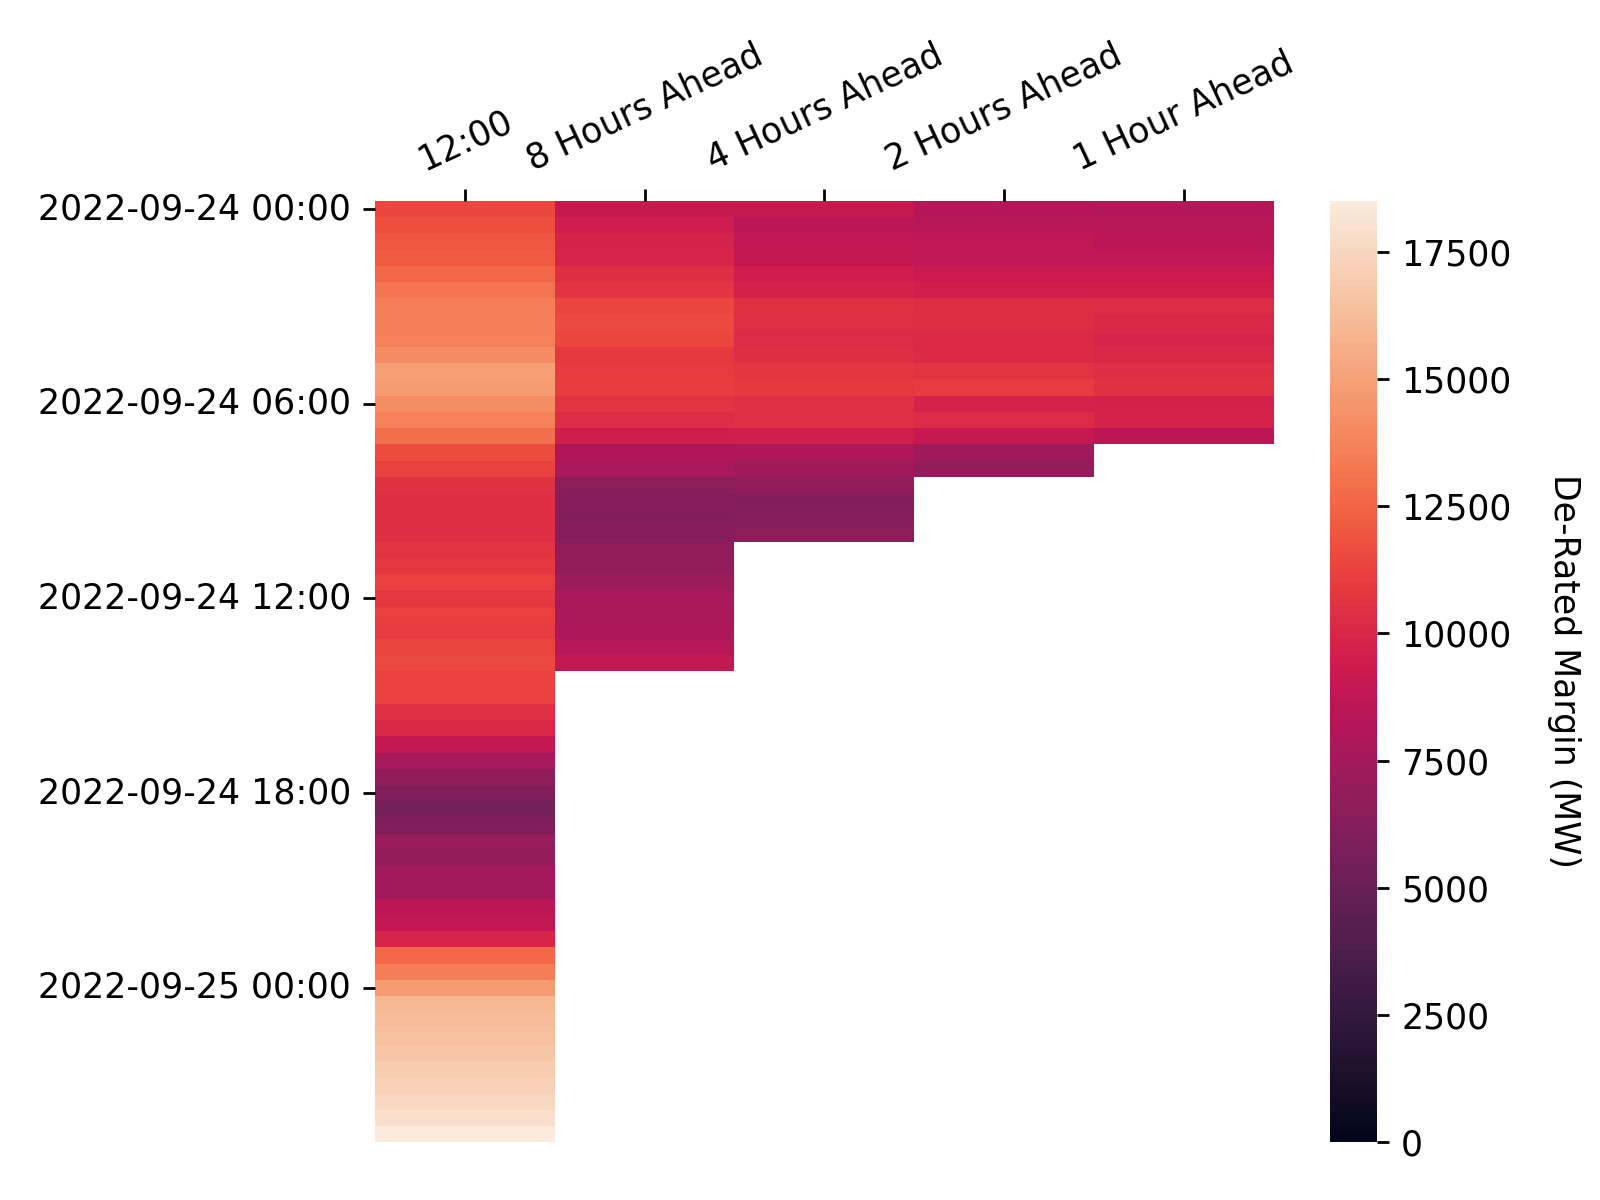 12:00
8 Hours Ahead
4 Hours Ahead
2 Hours Ahead
1 Hour Ahead
2022-09-24 00:00
2022-09-24 06:00
2022-09-24 12:00
2022-09-24 18:00
2022-09-25 00:00
17500
15000
12500
10000
7500
5000
2500
0
De-Rated Margin (MW)